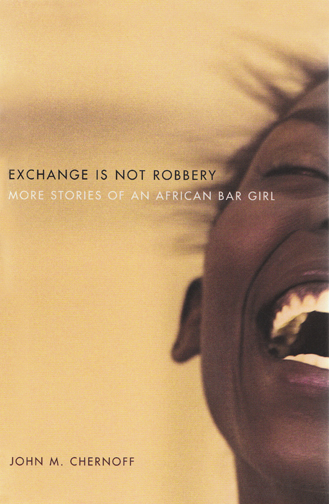 EXCHANGE IS NOT ROBBERY
MORE STORIES OF AN AFRICAN BAR GIRL
JOHN M. CHERNOFF